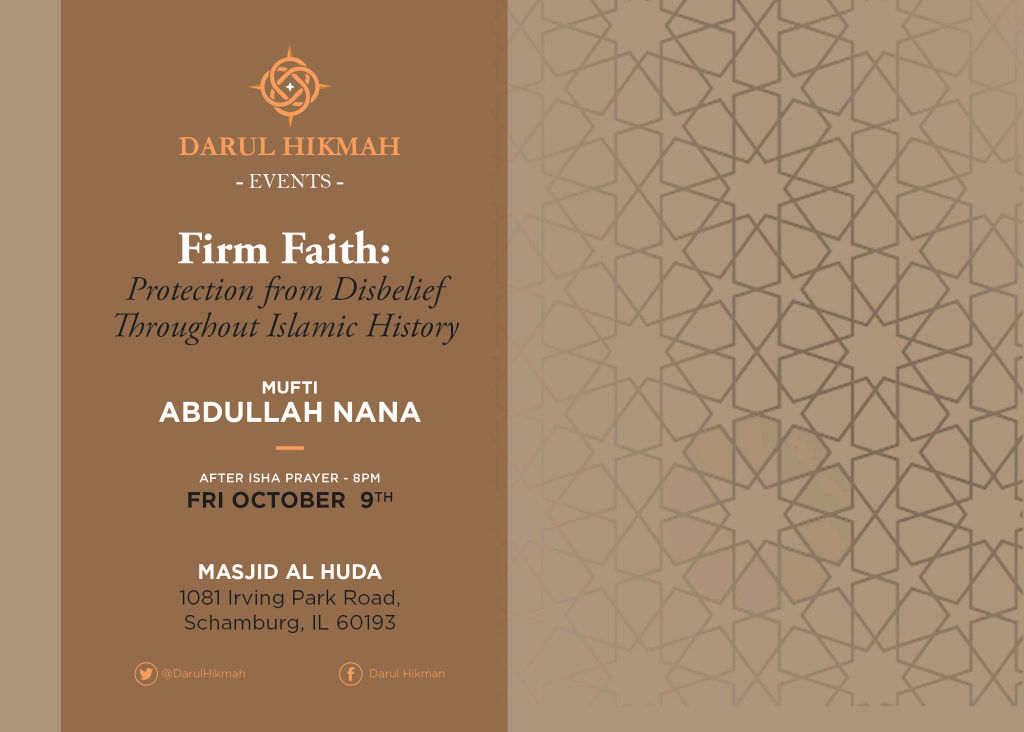 DARUL HIKMAH
- EVENTS -
Firm Faith:
Protection from Disbelief
Throughout Islamic History
MUFTI
ABDULLAH NANA
AFTER ISHA PRAYER - 8PM
FRI OCTOBER 9TH
MASJID AL HUDA
1081 Irving Park Road,
Schamburg, IL 60193
@DarulHikmah Darul Hikman